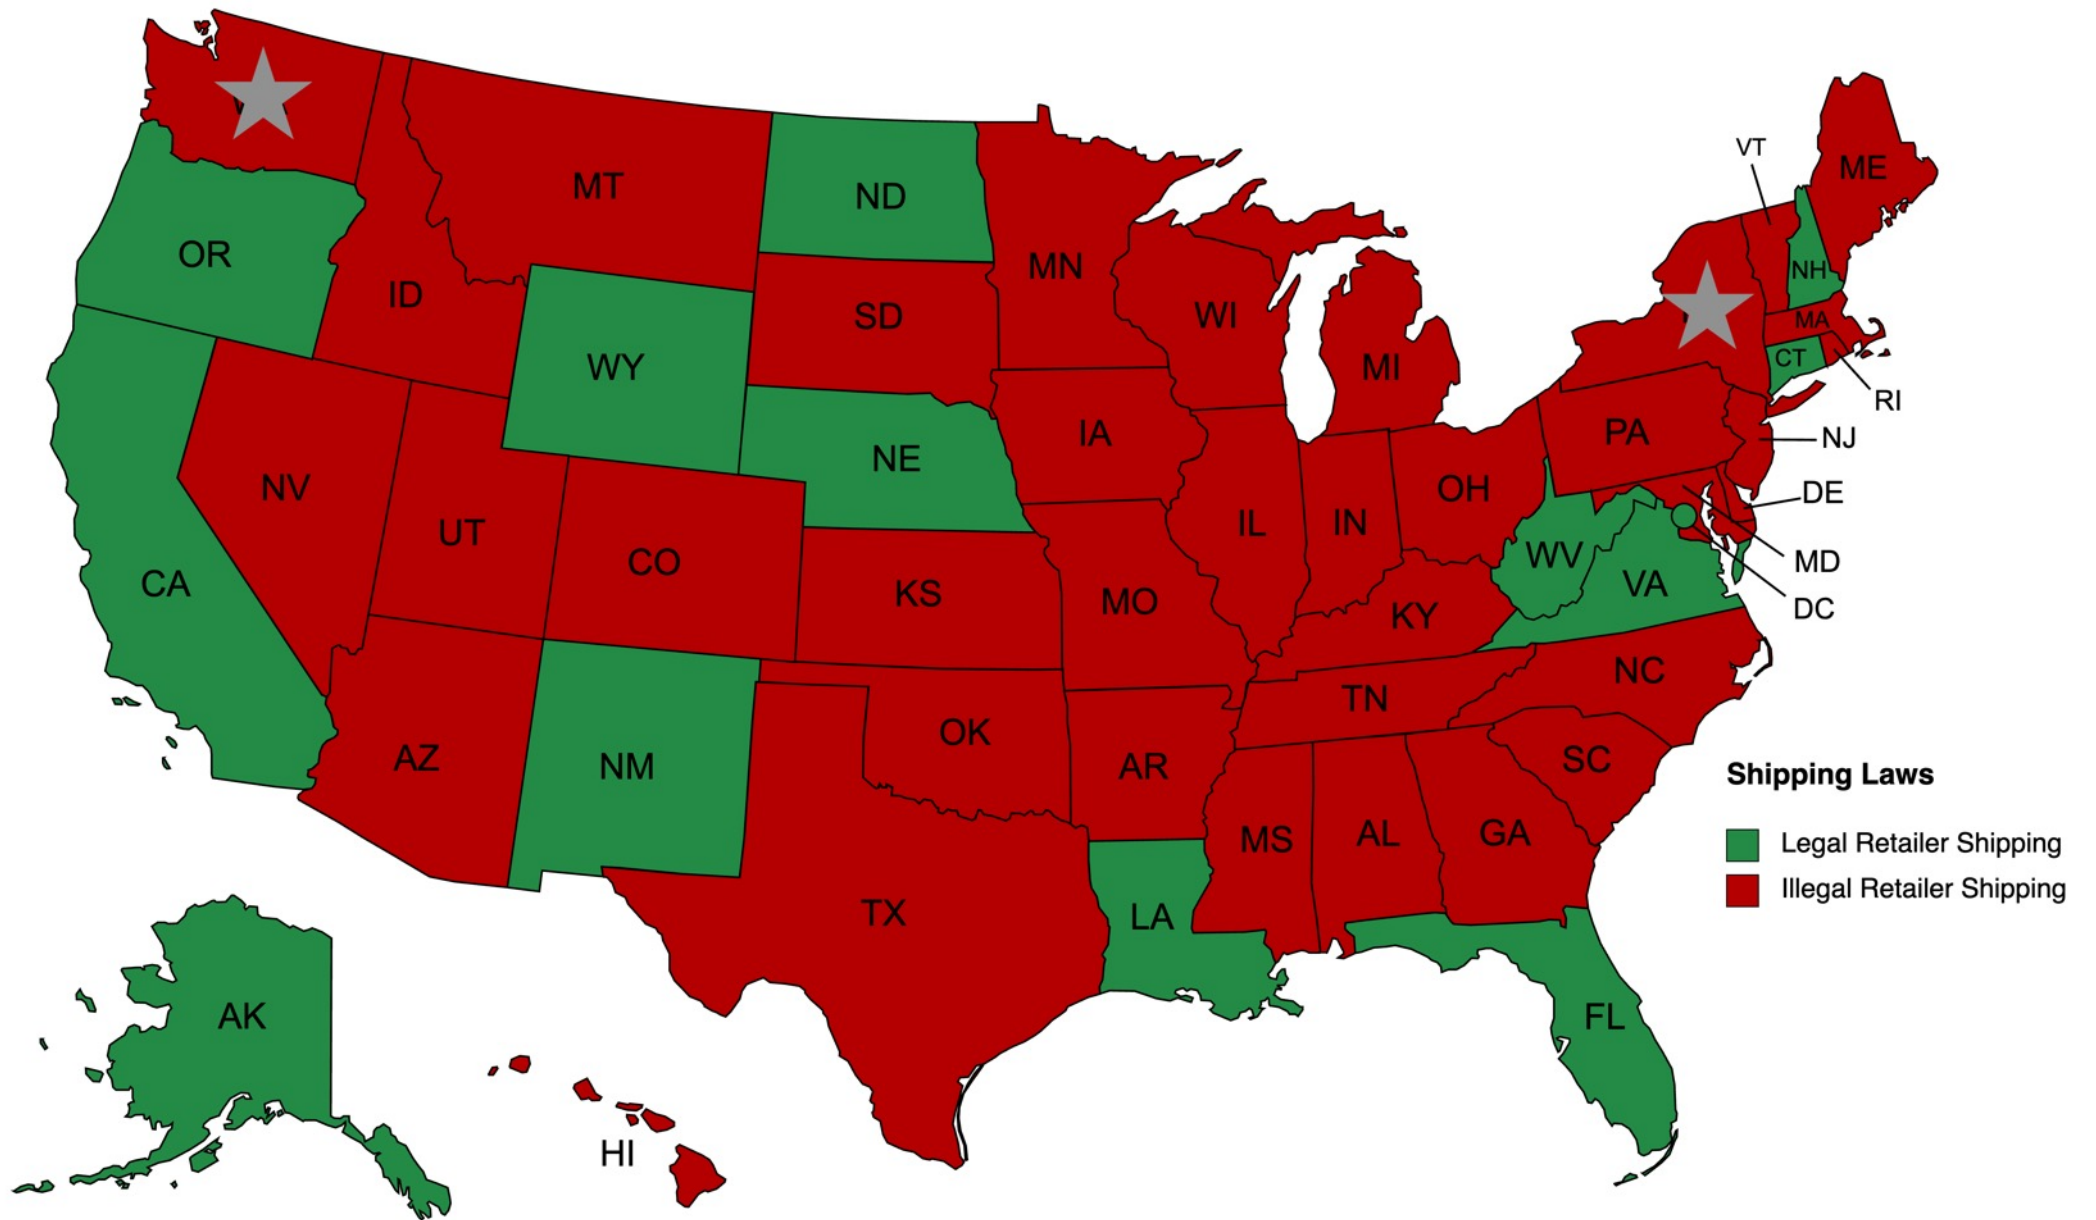 VT
ME
MT
ND
OR
MN
NH
ID
SD
WI
MA
WY
MI
CT
RI
IA
PA
NJ
NE
NV
OH
DE
UT
IL
IN
CO
WV
MD
CA
KS
VA
MO
DC
KY
NC
TN
OK
AZ
NM
AR
SC
Shipping Laws
MS
AL
GA
Legal Retailer Shipping
Illegal Retailer Shipping
TX
LA
AK
FL
HI